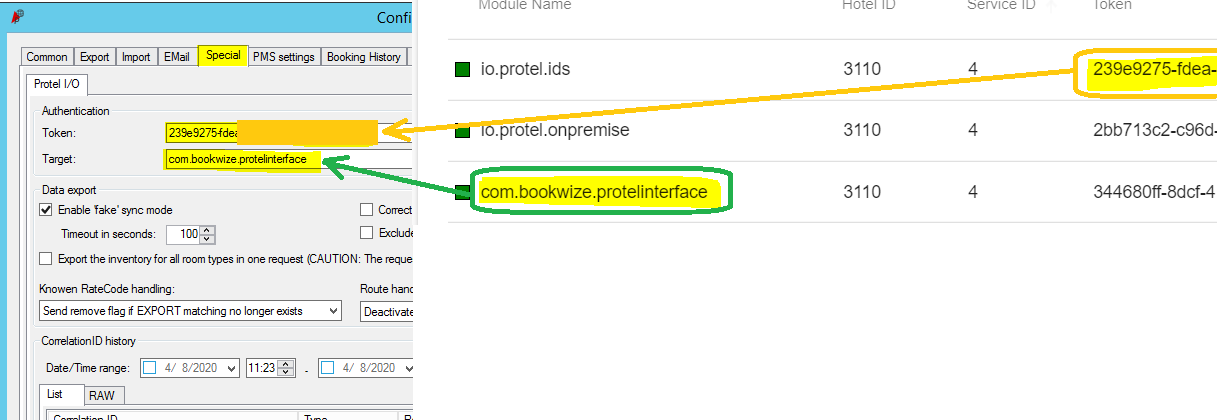 Confi
Common Export Import EMail Special PMS settings Booking History
Protel I/O
Authentication
Token: 239e9275-fdea
Target: com.bookwize.protelinterface
Data export
Enable 'fake' sync mode Correct
Timeout in seconds: 100 Exclude
Export the inventory for all room types in one request (CAUTION: The reque
Knowen RateCode handling: Route hand
Send remove flag if EXPORT matching no longer exists Deactivate
CorrelationID history
Date/Time range: 4/ 8/2020 11:23 - 4/ 8/2020
List RAW
Correlation ID Type
Module Name Hotel ID Service ID Token
io.protel.ids 3110 4 239e9275-fdea-
io.protel.onpremise 3110 4 2bb713c2-c96d-
com.bookwize.protelinterface 3110 4 344680ff-8dcf-4